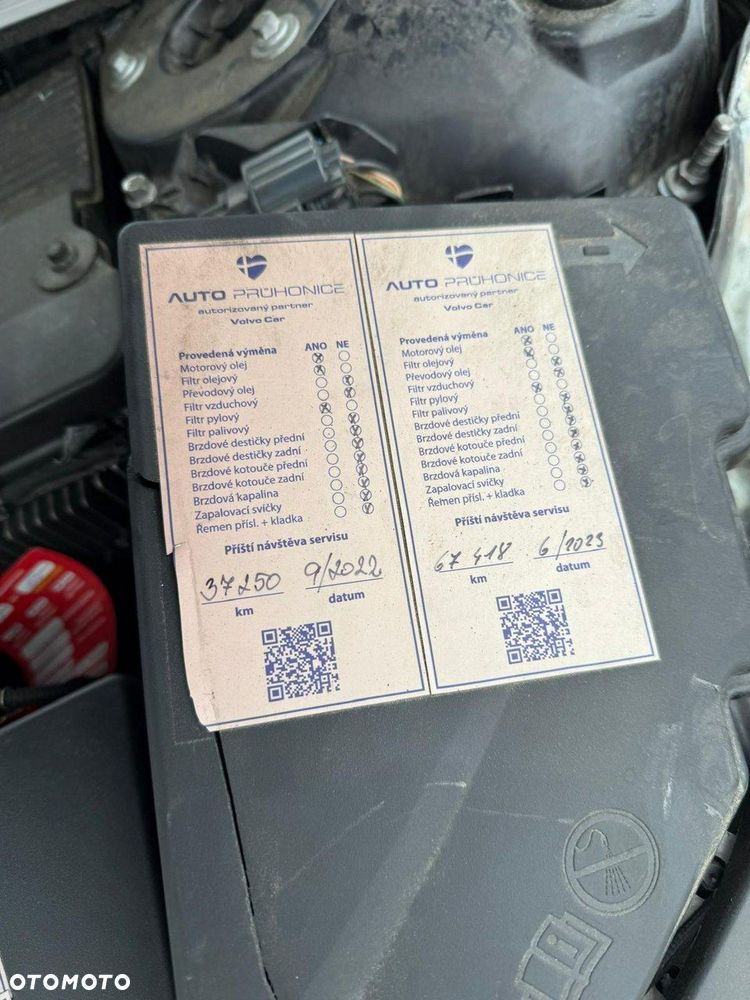 AUTO PRŮHONICE
autorizovaný partner
Volvo Car
Provedená výměna ANO NE
Motorový olej
Filtr olejový
Převodový olej
Filtr vzduchový
Filtr pylový
Filtr palivový
Brzdové destičky přední
Brzdové destičky zadní
Brzdové kotouče přední
Brzdové kotouče zadní
Brzdová kapalina
Zapalovací svíčky
Řemen přísl. + kladka
Příští návštěva servisu
37250 9/2022
km datum
AUTO PRŮHONICE
autorizovaný partner
Volvo Car
Provedená výměna ANO NE
Motorový olej
Filtr olejový
Převodový olej
Filtr vzduchový
Filtr pylový
Filtr palivový
Brzdové destičky přední
Brzdové destičky zadní
Brzdové kotouče přední
Brzdové kotouče zadní
Brzdová kapalina
Zapalovací svíčky
Řemen přísl. + kladka
Příští návštěva servisu
67 418 6/2023
km datum
OTOMOTO